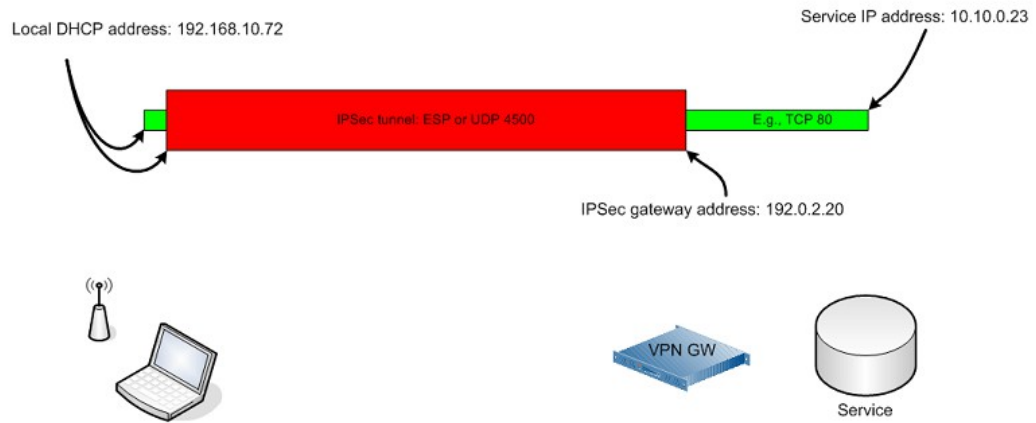 Service IP address: 10.10.0.23
Local DHCP address: 192.168.10.72
IPSec tunnel: ESP or UDP 4500
E.g., TCP 80
IPSec gateway address: 192.0.2.20
VPN GW
Service